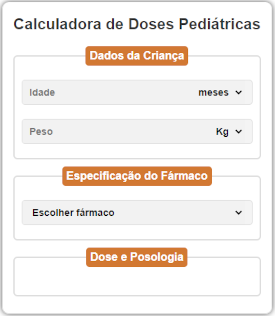 Calculadora de Doses Pediátricas
Dados da Criança
Idade meses
Peso Kg
Especificação do Fármaco
Escolher fármaco
Dose e Posologia